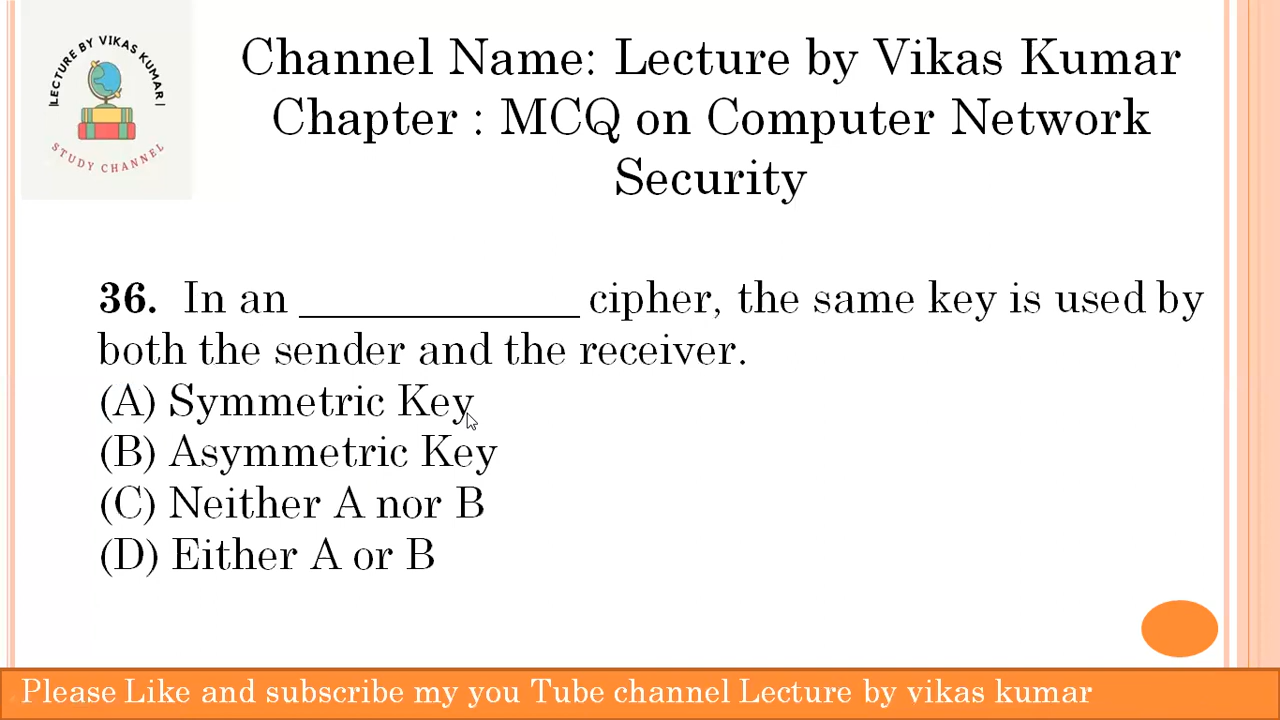 LECTURE BY VIKAS KUMAR
STUDY CHANNEL
Channel Name: Lecture by Vikas Kumar
Chapter : MCQ on Computer Network
Security
36. In an ____________ cipher, the same key is used by
both the sender and the receiver.
(A) Symmetric Key
(B) Asymmetric Key
(C) Neither A nor B
(D) Either A or B
Please Like and subscribe my you Tube channel Lecture by vikas kumar